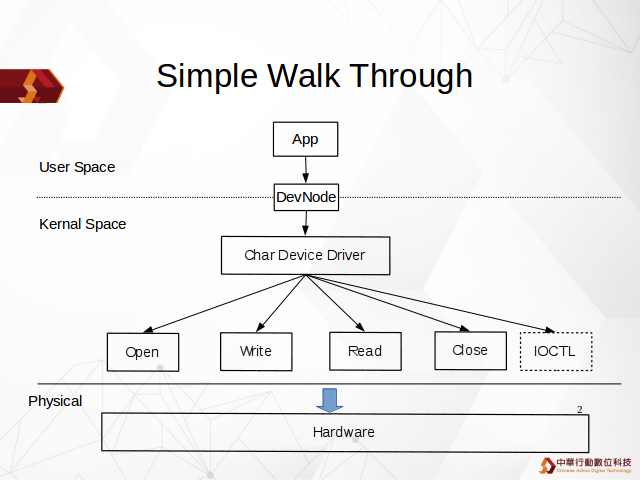 Simple Walk Through
App
User Space
DevNode
Kernal Space
Char Device Driver
Open
Write
Read
Close
IOCTL
Physical
2
Hardware
中華行動數位科技
Chinese Action Digital Technology